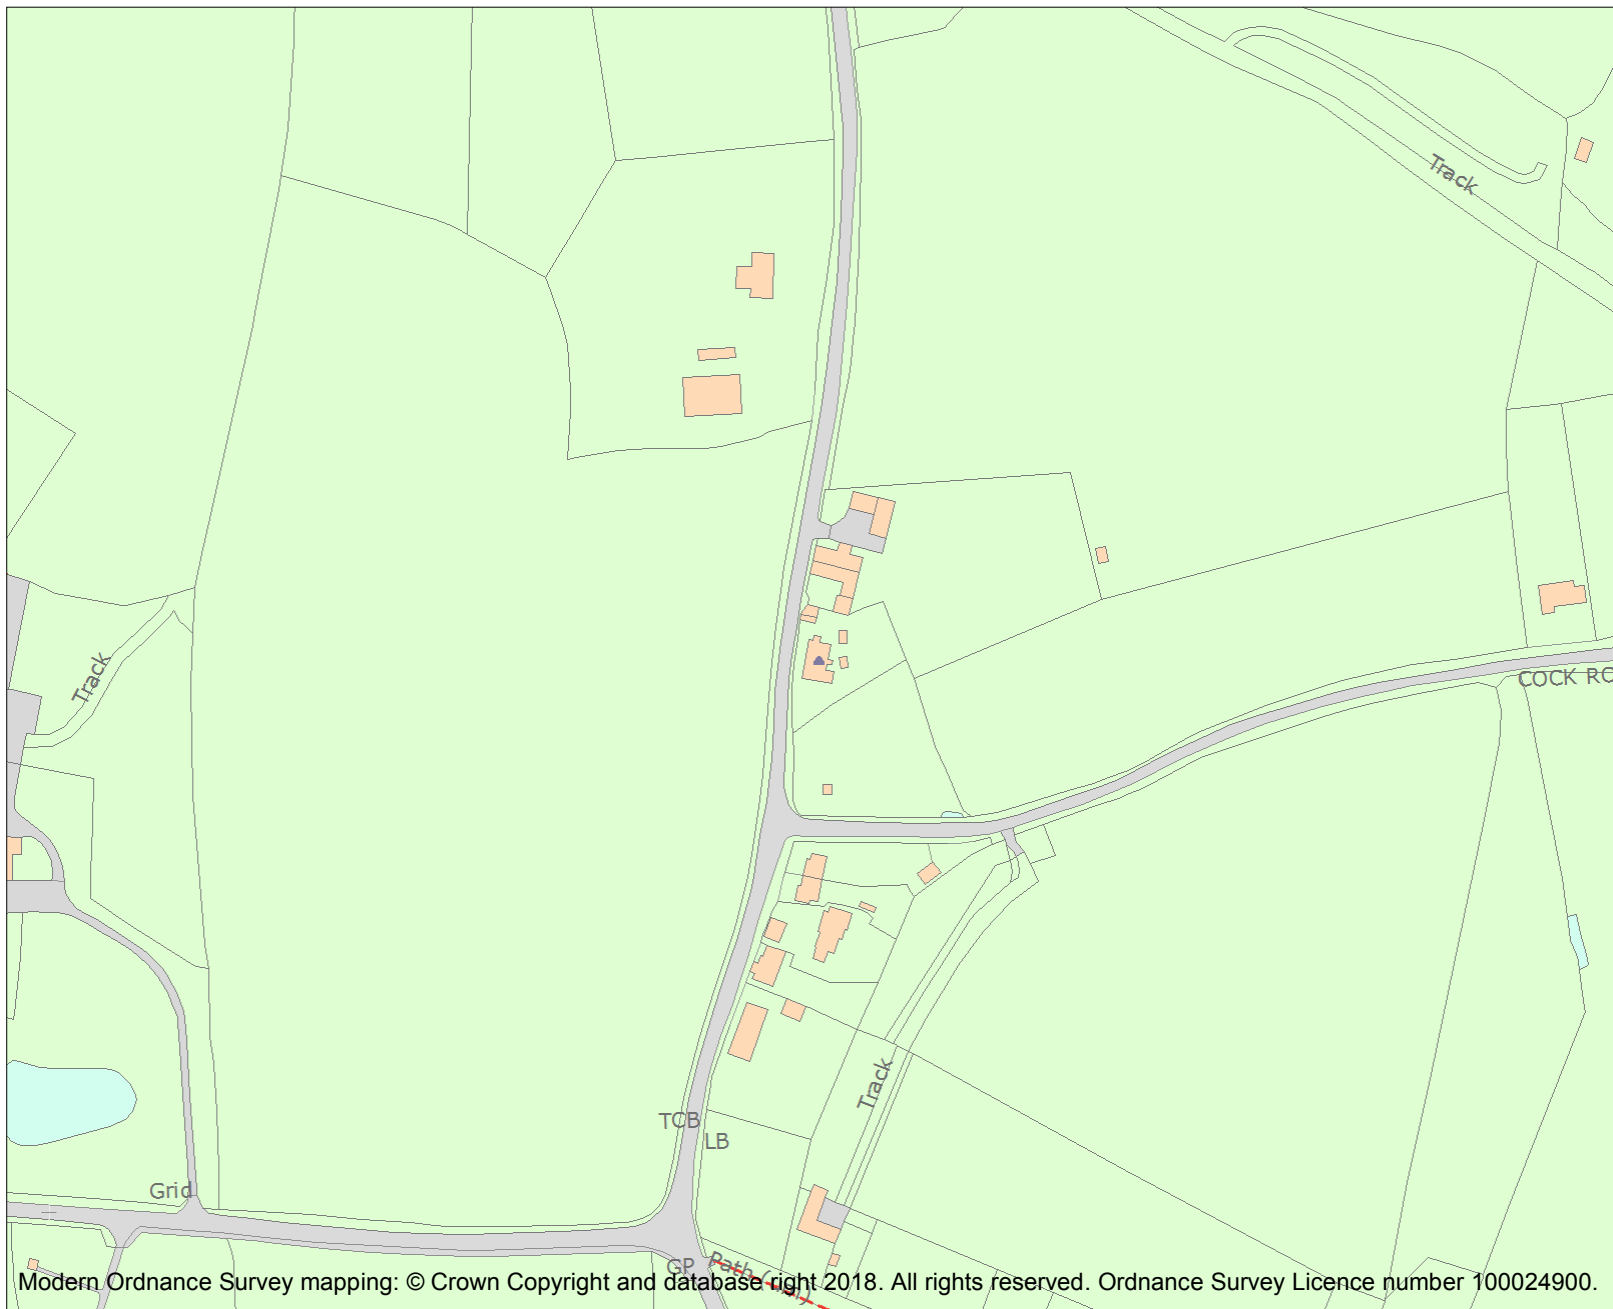 Track
Track
COCK RO
Track
TCB
LB
Grid
GP
Path (um)
Modern Ordnance Survey mapping: © Crown Copyright and database right 2018. All rights reserved. Ordnance Survey Licence number 100024900.